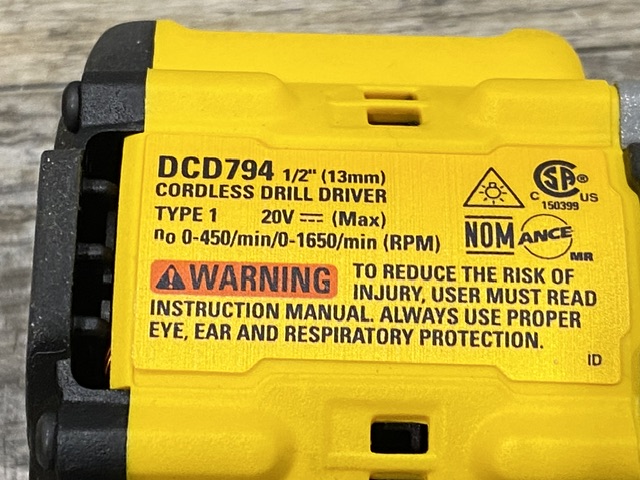 DCD794 1/2" (13mm)
CORDLESS DRILL DRIVER
TYPE 1 20V ⎓ (Max)
no 0-450/min/0-1650/min (RPM)
C SA US
150399
NOM ANCE MR
WARNING TO REDUCE THE RISK OF
INJURY, USER MUST READ
INSTRUCTION MANUAL. ALWAYS USE PROPER
EYE, EAR AND RESPIRATORY PROTECTION.
ID